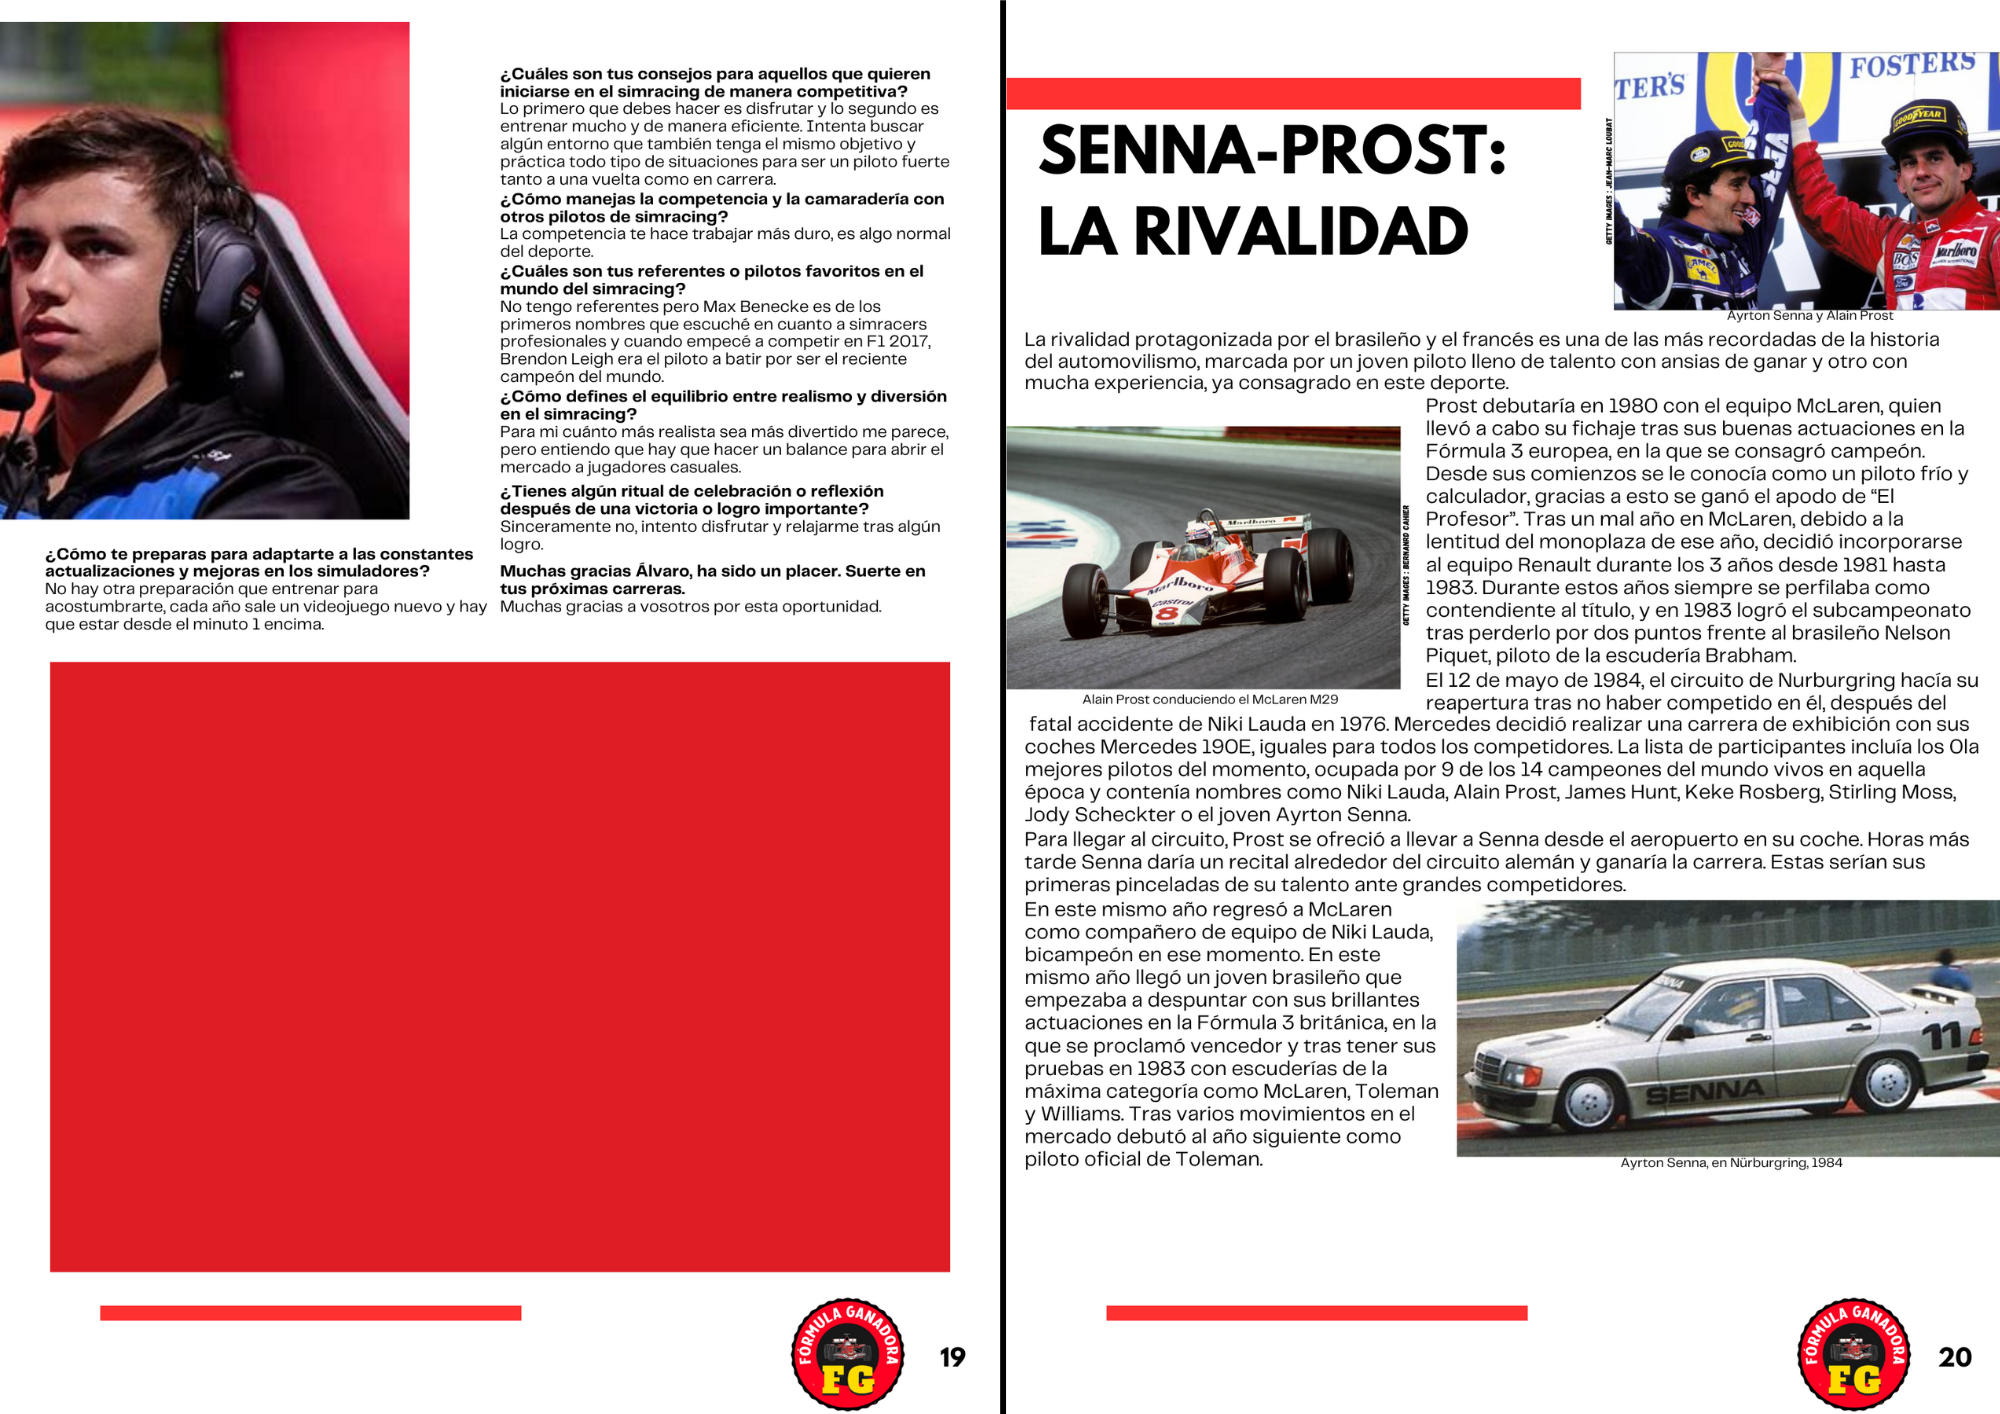 ¿Cómo te preparas para adaptarte a las constantes
actualizaciones y mejoras en los simuladores?
No hay otra preparación que entrenar para
acostumbrarte, cada año sale un videojuego nuevo y hay
que estar desde el minuto 1 encima.
¿Cuáles son tus consejos para aquellos que quieren
iniciarse en el simracing de manera competitiva?
Lo primero que debes hacer es disfrutar y lo segundo es
entrenar mucho y de manera eficiente. Intenta buscar
algún entorno que también tenga el mismo objetivo y
práctica todo tipo de situaciones para ser un piloto fuerte
tanto a una vuelta como en carrera.
¿Cómo manejas la competencia y la camaradería con
otros pilotos de simracing?
La competencia te hace trabajar más duro, es algo normal
del deporte.
¿Cuáles son tus referentes o pilotos favoritos en el
mundo del simracing?
No tengo referentes pero Max Benecke es de los
primeros nombres que escuché en cuanto a simracers
profesionales y cuando empecé a competir en F1 2017,
Brendon Leigh era el piloto a batir por ser el reciente
campeón del mundo.
¿Cómo defines el equilibrio entre realismo y diversión
en el simracing?
Para mi cuánto más realista sea más divertido me parece,
pero entiendo que hay que hacer un balance para abrir el
mercado a jugadores casuales.
¿Tienes algún ritual de celebración o reflexión
después de una victoria o logro importante?
Sinceramente no, intento disfrutar y relajarme tras algún
logro.
Muchas gracias Álvaro, ha sido un placer. Suerte en
tus próximas carreras.
Muchas gracias a vosotros por esta oportunidad.
FÓRMULA GANADORA
FG
19
SENNA-PROST:
LA RIVALIDAD
GETTY IMAGES : JEAN-MARC LOUBAT
TER'S
FOSTERS
GOODYEAR
CAMEL
BOSS
Ford
Marlboro
Ayrton Senna y Alain Prost
La rivalidad protagonizada por el brasileño y el francés es una de las más recordadas de la historia
del automovilismo, marcada por un joven piloto lleno de talento con ansias de ganar y otro con
mucha experiencia, ya consagrado en este deporte.
Marlboro
Marlboro
Castrol
8
GETTY IMAGES : BERNANRD CAHIER
Alain Prost conduciendo el McLaren M29
Prost debutaría en 1980 con el equipo McLaren, quien
llevó a cabo su fichaje tras sus buenas actuaciones en la
Fórmula 3 europea, en la que se consagró campeón.
Desde sus comienzos se le conocía como un piloto frío y
calculador, gracias a esto se ganó el apodo de “El
Profesor”. Tras un mal año en McLaren, debido a la
lentitud del monoplaza de ese año, decidió incorporarse
al equipo Renault durante los 3 años desde 1981 hasta
1983. Durante estos años siempre se perfilaba como
contendiente al título, y en 1983 logró el subcampeonato
tras perderlo por dos puntos frente al brasileño Nelson
Piquet, piloto de la escudería Brabham.
El 12 de mayo de 1984, el circuito de Nurburgring hacía su
reapertura tras no haber competido en él, después del
fatal accidente de Niki Lauda en 1976. Mercedes decidió realizar una carrera de exhibición con sus
coches Mercedes 190E, iguales para todos los competidores. La lista de participantes incluía los 0la
mejores pilotos del momento, ocupada por 9 de los 14 campeones del mundo vivos en aquella
época y contenía nombres como Niki Lauda, Alain Prost, James Hunt, Keke Rosberg, Stirling Moss,
Jody Scheckter o el joven Ayrton Senna.
Para llegar al circuito, Prost se ofreció a llevar a Senna desde el aeropuerto en su coche. Horas más
tarde Senna daría un recital alrededor del circuito alemán y ganaría la carrera. Estas serían sus
primeras pinceladas de su talento ante grandes competidores.
En este mismo año regresó a McLaren
como compañero de equipo de Niki Lauda,
bicampeón en ese momento. En este
mismo año llegó un joven brasileño que
empezaba a despuntar con sus brillantes
actuaciones en la Fórmula 3 británica, en la
que se proclamó vencedor y tras tener sus
pruebas en 1983 con escuderías de la
máxima categoría como McLaren, Toleman
y Williams. Tras varios movimientos en el
mercado debutó al año siguiente como
piloto oficial de Toleman.
SENNA
11
SENNA
Ayrton Senna, en Nürburgring, 1984
FÓRMULA GANADORA
FG
20